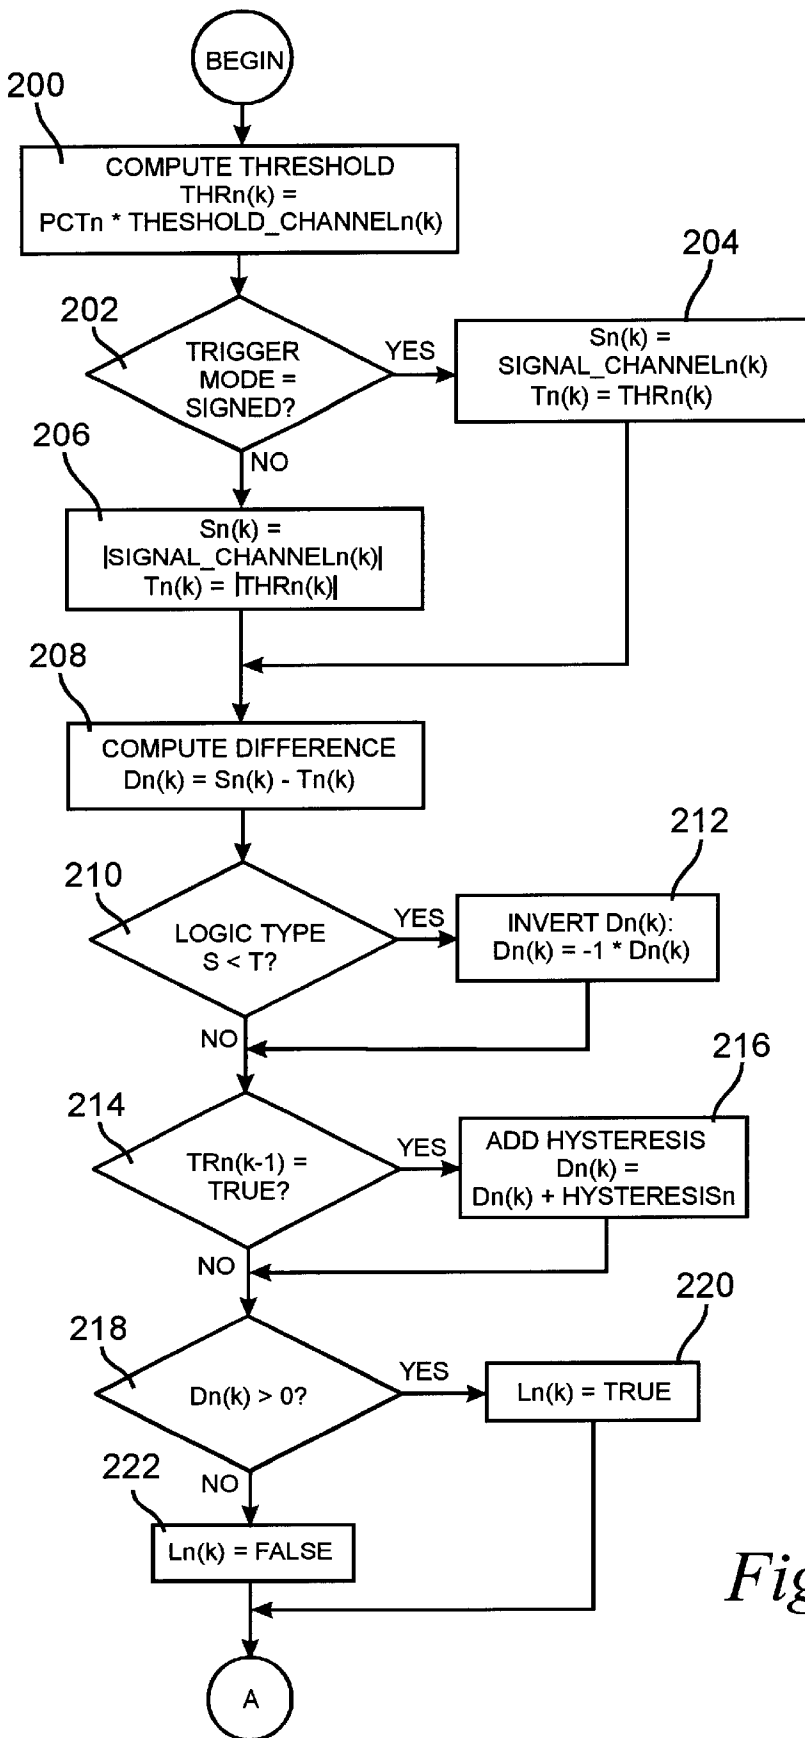 BEGIN
200
COMPUTE THRESHOLD
THRn(k) =
PCTn * THESHOLD_CHANNELn(k)
204
202
TRIGGER
MODE =
SIGNED?
YES
Sn(k) =
SIGNAL_CHANNELn(k)
Tn(k) = THRn(k)
206
NO
Sn(k) =
|SIGNAL_CHANNELn(k)|
Tn(k) = |THRn(k)|
208
COMPUTE DIFFERENCE
Dn(k) = Sn(k) - Tn(k)
212
210
LOGIC TYPE
S < T?
YES
INVERT Dn(k):
Dn(k) = -1 * Dn(k)
NO
216
214
TRn(k-1) =
TRUE?
YES
ADD HYSTERESIS
Dn(k) =
Dn(k) + HYSTERESISn
NO
220
218
Dn(k) > 0?
YES
Ln(k) = TRUE
222
NO
Ln(k) = FALSE
Fig
A